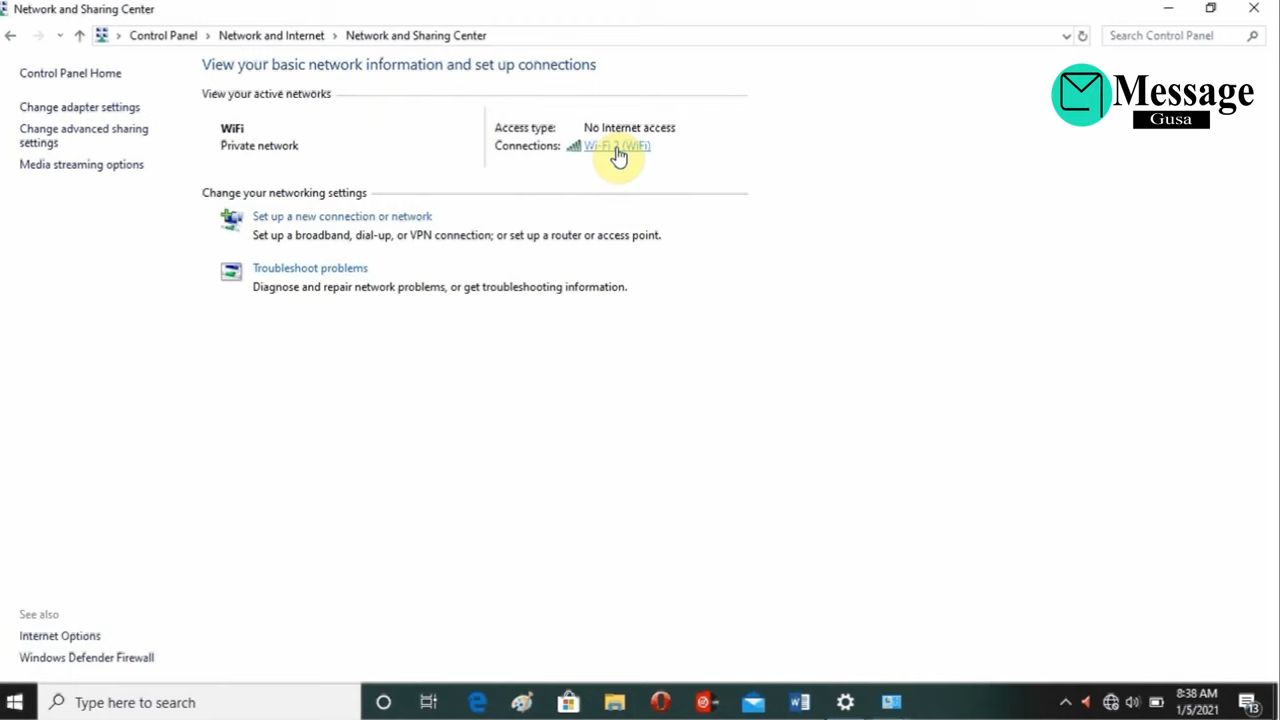 Network and Sharing Center
Control Panel > Network and Internet > Network and Sharing Center
Search Control Panel
Message
Gusa
Control Panel Home
Change adapter settings
Change advanced sharing
settings
Media streaming options
View your basic network information and set up connections
View your active networks
WiFi
Private network
Access type: No Internet access
Connections: Wi-Fi 2 (WiFi)
Change your networking settings
Set up a new connection or network
Set up a broadband, dial-up, or VPN connection; or set up a router or access point.
Troubleshoot problems
Diagnose and repair network problems, or get troubleshooting information.
See also
Internet Options
Windows Defender Firewall
Type here to search
8:38 AM
1/5/2021
13